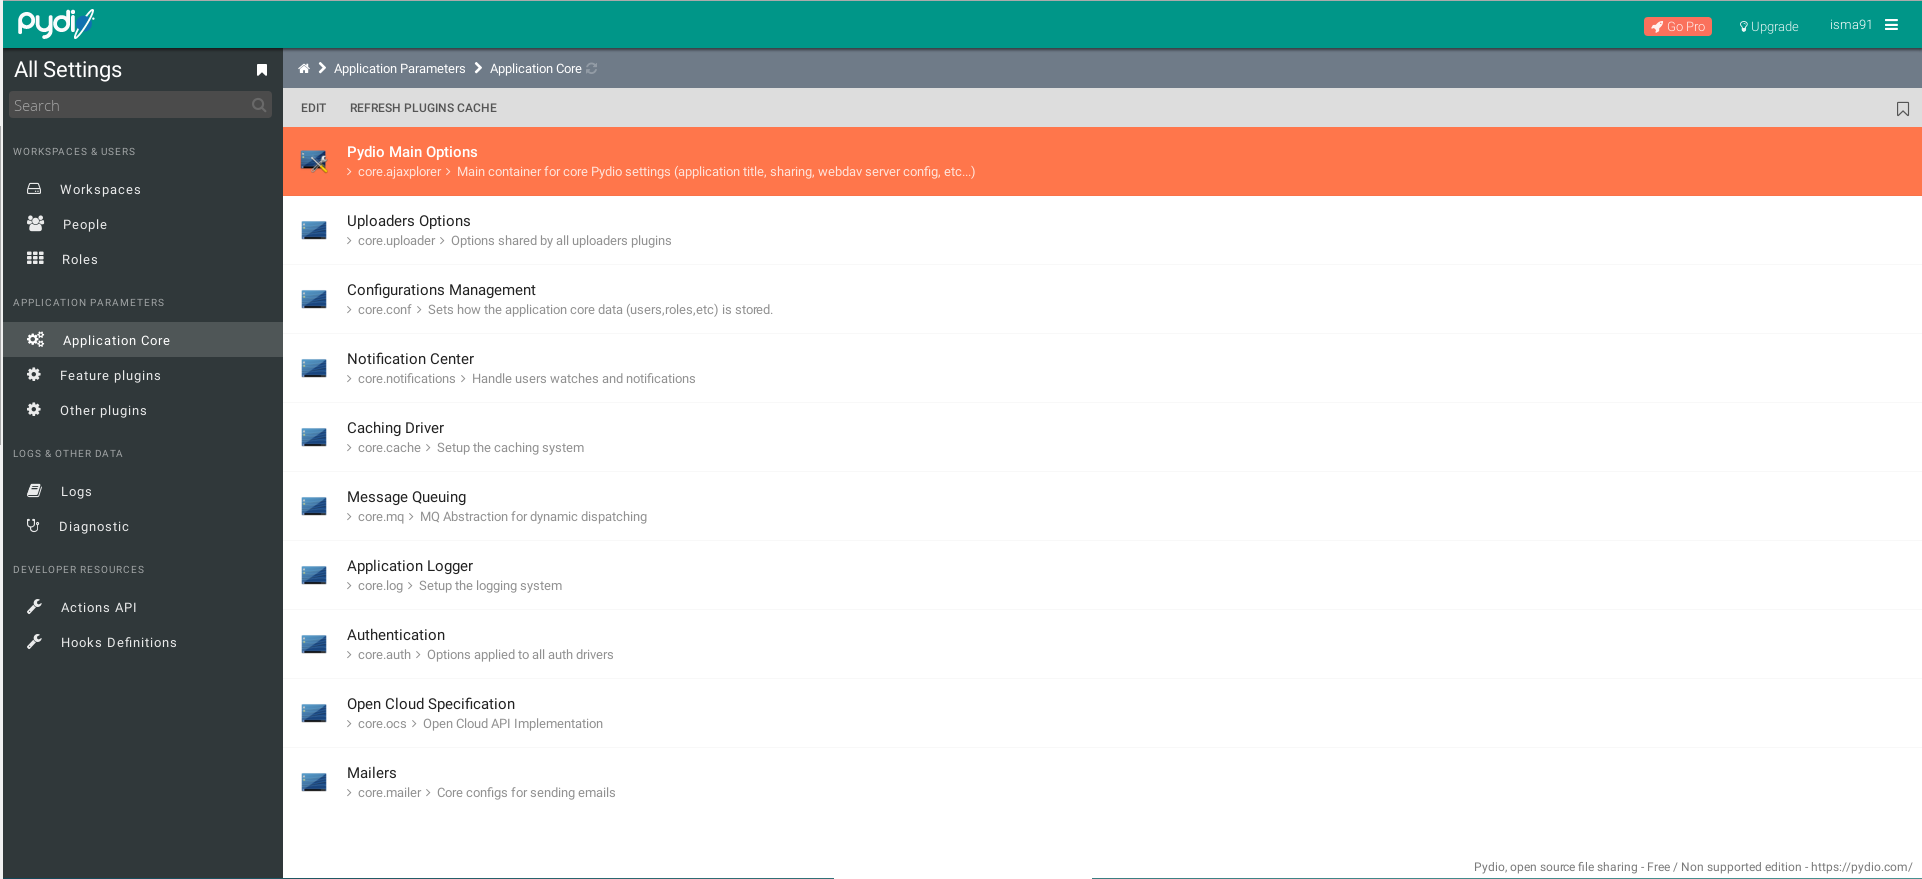 pydio
Go Pro
Upgrade
isma91
All Settings
Search
WORKSPACES & USERS
Workspaces
People
Roles
APPLICATION PARAMETERS
Application Core
Feature plugins
Other plugins
LOGS & OTHER DATA
Logs
Diagnostic
DEVELOPER RESOURCES
Actions API
Hooks Definitions
Application Parameters Application Core
EDIT REFRESH PLUGINS CACHE
Pydio Main Options
core.ajaxplorer Main container for core Pydio settings (application title, sharing, webdav server config, etc...)
Uploaders Options
core.uploader Options shared by all uploaders plugins
Configurations Management
core.conf Sets how the application core data (users,roles,etc) is stored.
Notification Center
core.notifications Handle users watches and notifications
Caching Driver
core.cache Setup the caching system
Message Queuing
core.mq MQ Abstraction for dynamic dispatching
Application Logger
core.log Setup the logging system
Authentication
core.auth Options applied to all auth drivers
Open Cloud Specification
core.ocs Open Cloud API Implementation
Mailers
core.mailer Core configs for sending emails
Pydio, open source file sharing - Free / Non supported edition - https://pydio.com/